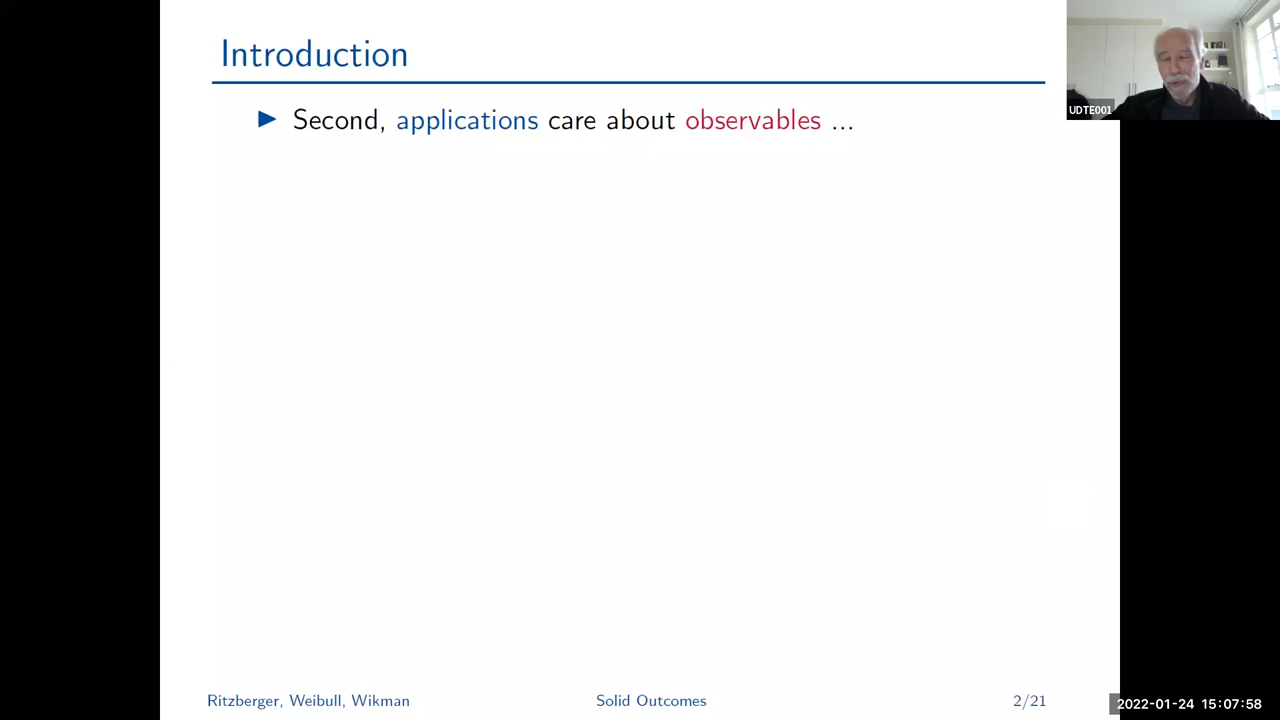 Introduction
▶ Second, applications care about observables ...
UDTE001
Ritzberger, Weibull, Wikman
Solid Outcomes
2/21
2022-01-24 15:07:58